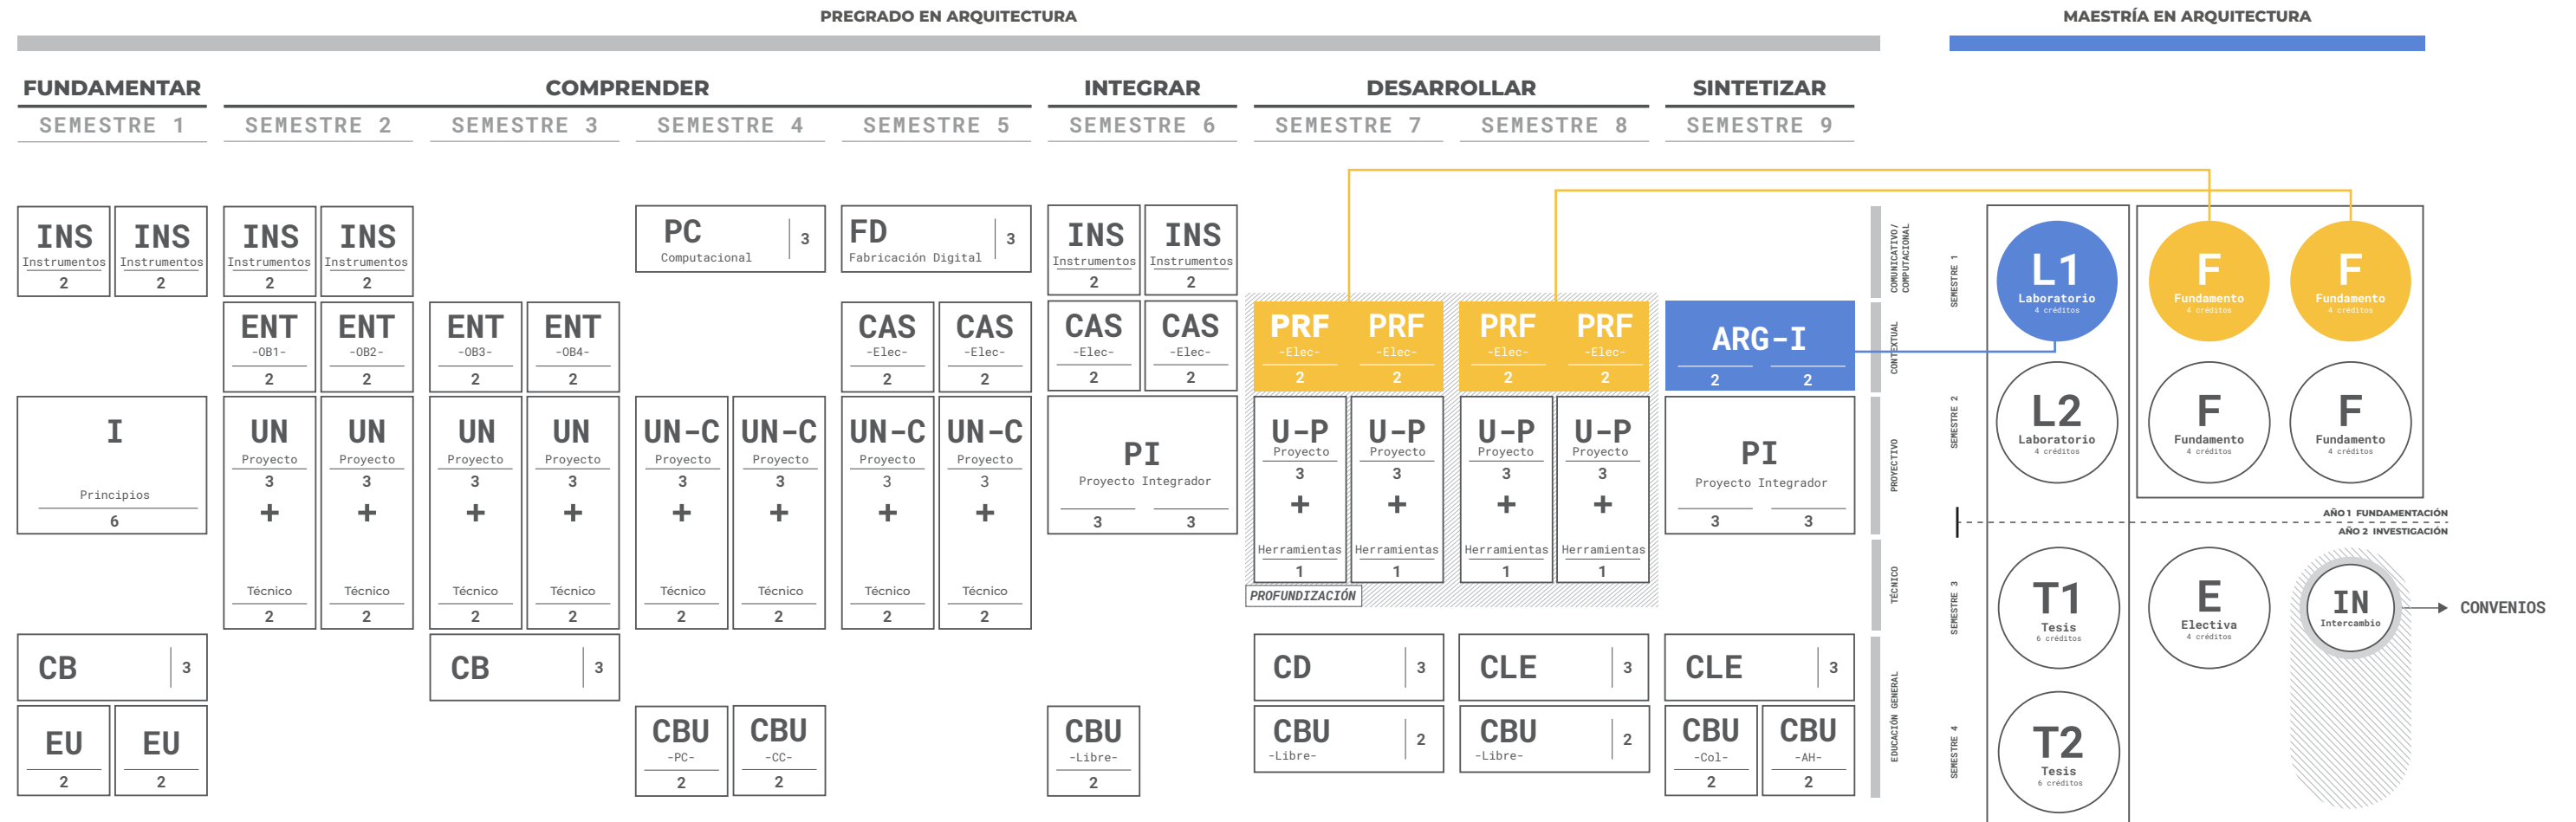 PREGRADO EN ARQUITECTURA
MAESTRÍA EN ARQUITECTURA
FUNDAMENTAR COMPRENDER INTEGRAR DESARROLLAR SINTETIZAR
SEMESTRE 1 SEMESTRE 2 SEMESTRE 3 SEMESTRE 4 SEMESTRE 5 SEMESTRE 6 SEMESTRE 7 SEMESTRE 8 SEMESTRE 9
INS INS INS INS PC 3 FD 3 INS INS
Instrumentos Instrumentos Instrumentos Instrumentos Computacional Fabricación Digital Instrumentos Instrumentos
2 2 2 2 2 2
ENT ENT ENT ENT CAS CAS CAS CAS PRF PRF PRF PRF ARG-I
-OB1- -OB2- -OB3- -OB4- -Elec- -Elec- -Elec- -Elec- -Elec- -Elec- -Elec- -Elec-
2 2 2 2 2 2 2 2 2 2 2 2 2 2
I UN UN UN UN UN-C UN-C UN-C UN-C PI U-P U-P U-P U-P PI
Proyecto Proyecto Proyecto Proyecto Proyecto Proyecto Proyecto Proyecto Proyecto Integrador Proyecto Proyecto Proyecto Proyecto Proyecto Integrador
3 3 3 3 3 3 3 3 3 3 3 3
Principios + + + + + + + + + + + +
6 3 3 3 3
Herramientas Herramientas Herramientas Herramientas
1 1 1 1
Técnico Técnico Técnico Técnico Técnico Técnico Técnico Técnico
2 2 2 2 2 2 2 2
PROFUNDIZACIÓN
CB 3 CB 3 CD 3 CLE 3 CLE 3
EU EU CBU CBU CBU CBU CBU CBU CBU
-PC- -CC- -Libre- -Libre- -Libre- -Col- -AH-
2 2 2 2 2 2 2 2 2
COMUNICATIVO/
COMPUTACIONAL
CONTEXTUAL
PROYECTIVO
TÉCNICO
EDUCACIÓN GENERAL
SEMESTRE 1
L1 F F
Laboratorio Fundamento Fundamento
4 créditos 4 créditos 4 créditos
SEMESTRE 2
L2 F F
Laboratorio Fundamento Fundamento
4 créditos 4 créditos 4 créditos
AÑO 1 FUNDAMENTACIÓN
AÑO 2 INVESTIGACIÓN
SEMESTRE 3
T1 E IN CONVENIOS
Tesis Electiva Intercambio
6 créditos 4 créditos
SEMESTRE 4
T2
Tesis
6 créditos